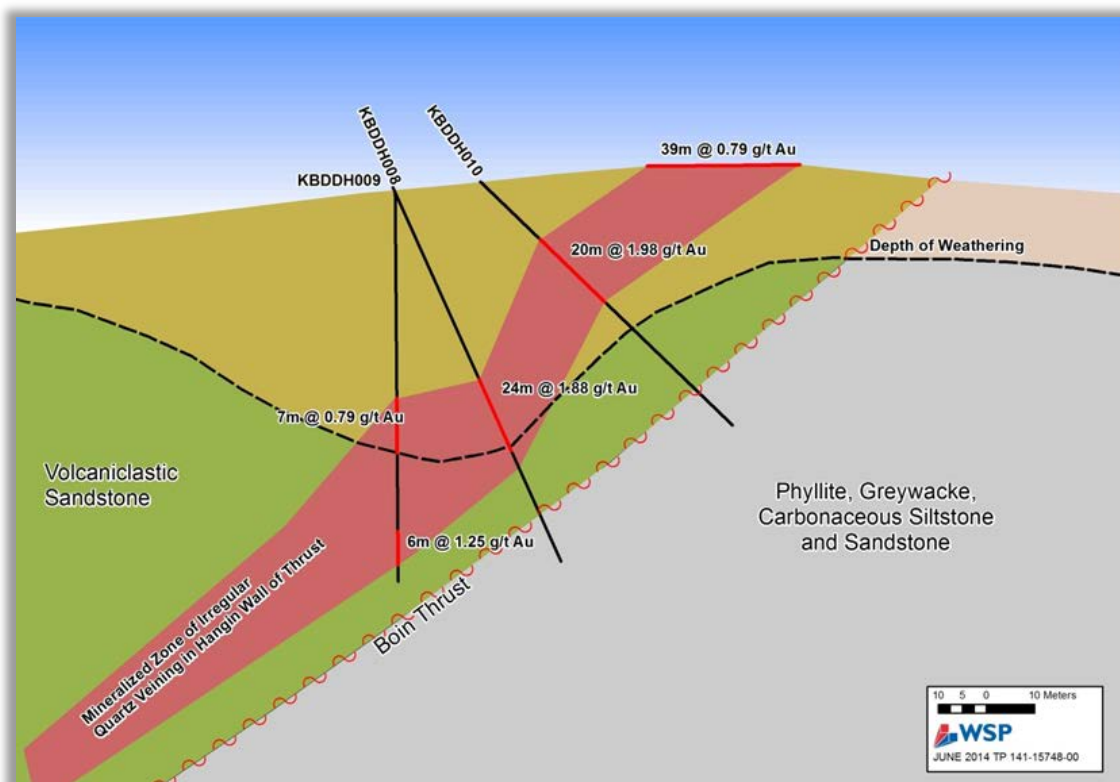 39m @ 0.79 g/t Au
KBDDH010
KBDDH008
KBDDH009
20m @ 1.98 g/t Au
Depth of Weathering
24m @ 1.88 g/t Au
7m @ 0.79 g/t Au
Volcaniclastic
Sandstone
Phyllite, Greywacke,
Carbonaceous Siltstone
and Sandstone
6m @ 1.25 g/t Au
Boin Thrust
Mineralized Zone of Irregular
Quartz Veining in Hangin Wall of Thrust
10 5 0 10 Meters
WSP
JUNE 2014 TP 141-15748-00